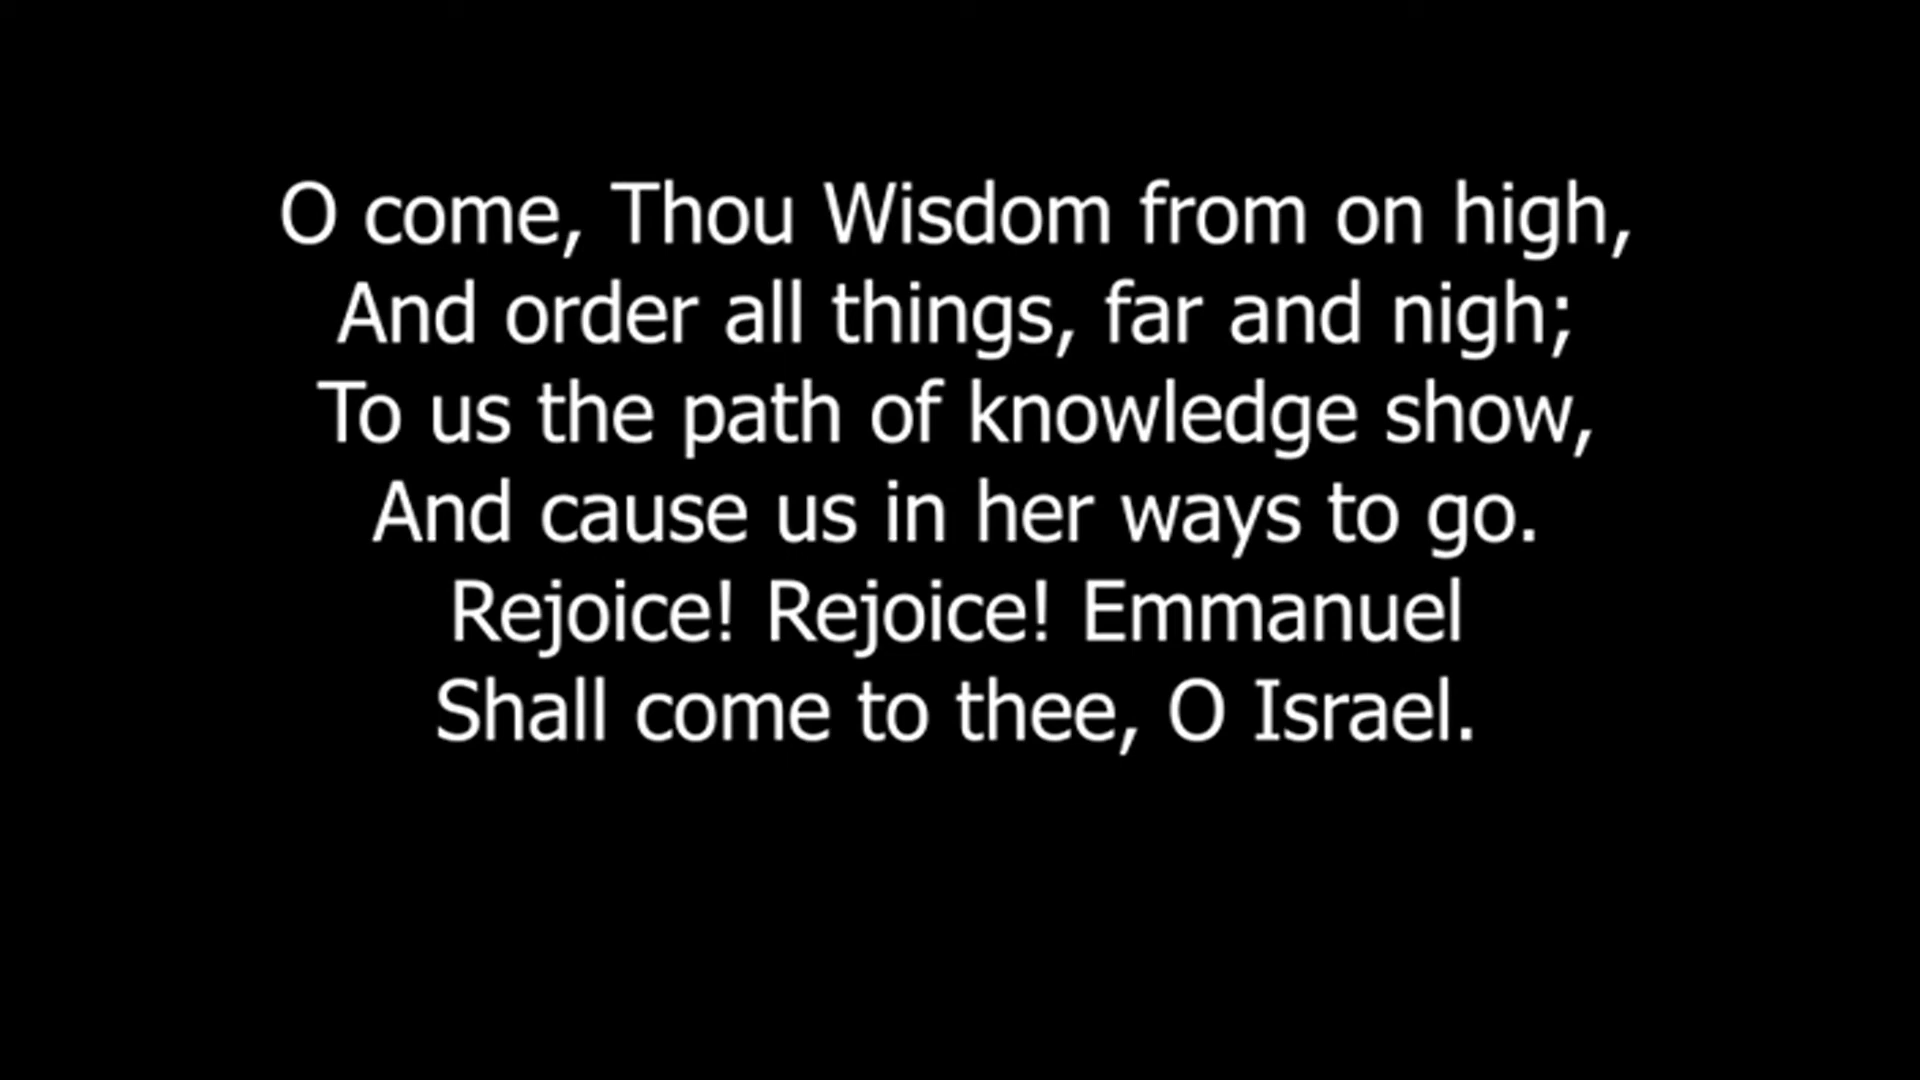 O come, Thou Wisdom from on high,
And order all things, far and nigh;
To us the path of knowledge show,
And cause us in her ways to go.
Rejoice! Rejoice! Emmanuel
Shall come to thee, O Israel.